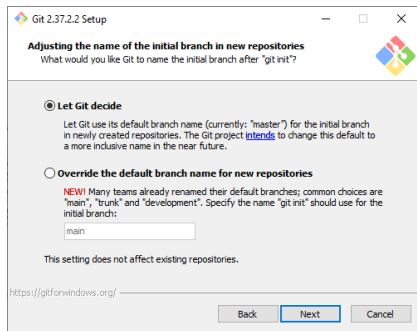 Git 2.37.2.2 Setup
Adjusting the name of the initial branch in new repositories
What would you like Git to name the initial branch after "git init"?
Let Git decide
Let Git use its default branch name (currently: "master") for the initial branch
in newly created repositories. The Git project intends to change this default to
a more inclusive name in the near future.
Override the default branch name for new repositories
NEW! Many teams already renamed their default branches; common choices are
"main", "trunk" and "development". Specify the name "git init" should use for the
initial branch:
main
This setting does not affect existing repositories.
https://gitforwindows.org/
Back Next Cancel